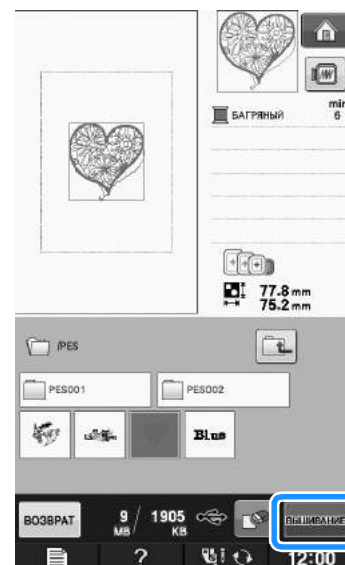 БАГРЯНЫЙ
min
6
77.8 mm
75.2 mm
/PES
PES001 PES002
Blue
ВОЗВРАТ 9 MB / 1905 KB ВЫШИВАНИЕ
? 12:00